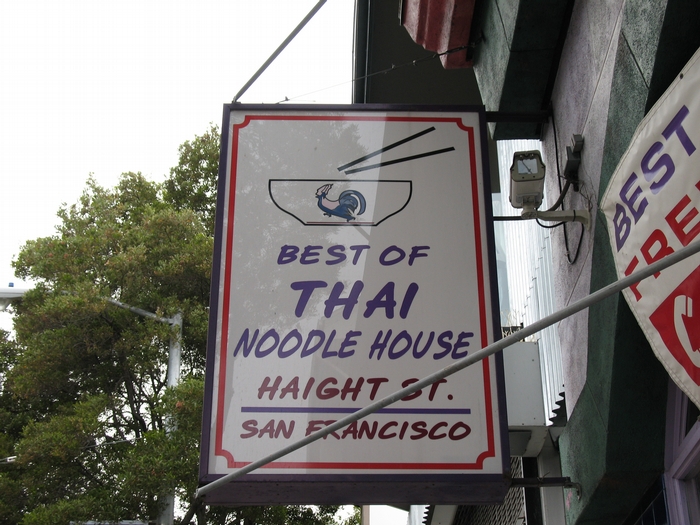 BEST OF
THAI
NOODLE HOUSE
HAIGHT ST.
SAN FRANCISCO
BEST